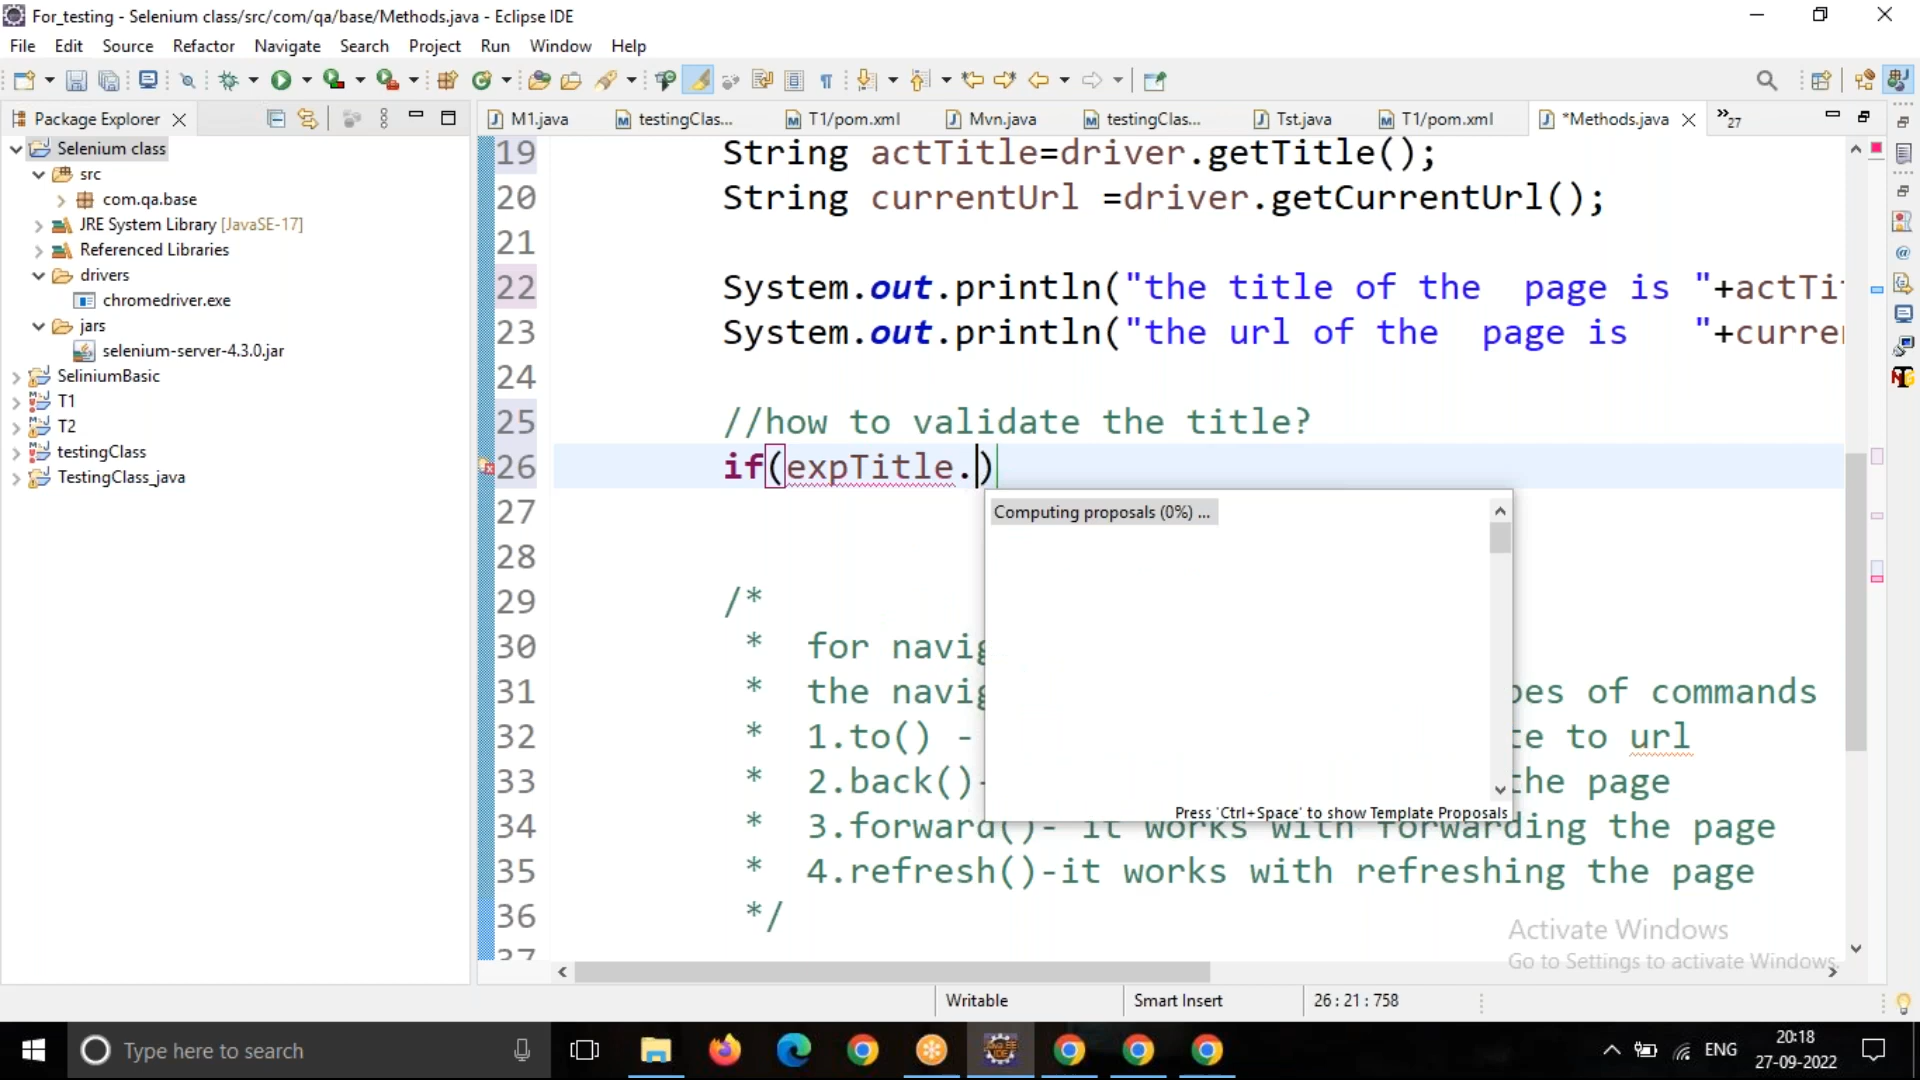 For_testing - Selenium class/src/com/qa/base/Methods.java - Eclipse IDE
File Edit Source Refactor Navigate Search Project Run Window Help
Package Explorer
M1.java testingClas... T1/pom.xml Mvn.java testingClas... Tst.java T1/pom.xml *Methods.java »27
Selenium class
src
com.qa.base
JRE System Library [JavaSE-17]
Referenced Libraries
drivers
chromedriver.exe
jars
selenium-server-4.3.0.jar
SeliniumBasic
T1
T2
testingClass
TestingClass_java
19 String actTitle=driver.getTitle();
20 String currentUrl =driver.getCurrentUrl();
21
22 System.out.println("the title of the  page is "+actTi
23 System.out.println("the url of the  page is   "+curre
24
25 //how to validate the title?
26 if(expTitle.)
27
28
29 /*
30 *  for navig
31 *  the navig pes of commands
32 *  1.to() - te to url
33 *  2.back()- the page
34 *  3.forward()- it works with forwarding the page
35 *  4.refresh()-it works with refreshing the page
36 */
37
Computing proposals (0%) ...
Press 'Ctrl+Space' to show Template Proposals
Activate Windows
Go to Settings to activate Windows.
Writable Smart Insert 26 : 21 : 758
Type here to search
ENG
20:18
27-09-2022